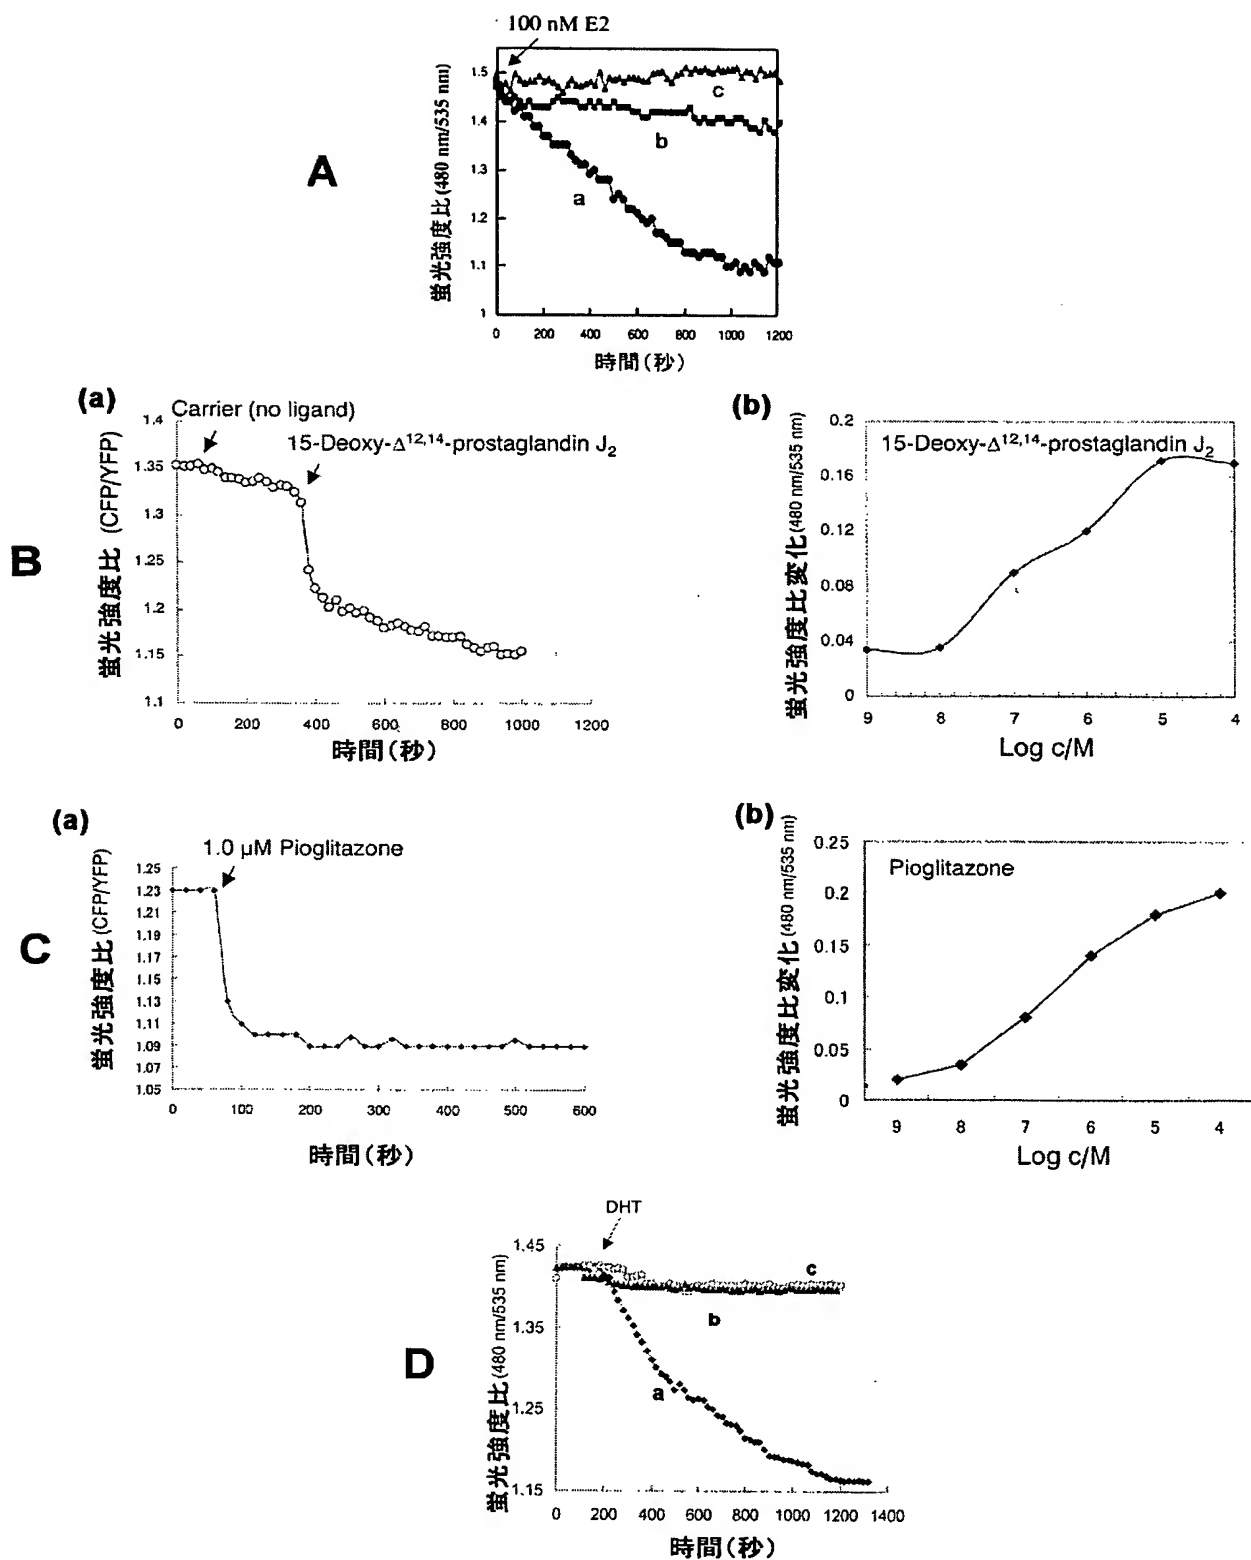 100 nM E2
A
蛍光強度比(480 nm/535 nm)
1.5
1.4
1.3
1.2
1.1
1
c
b
a
0 200 400 600 800 1000 1200
時間(秒)
B
(a)
Carrier (no ligand)
15-Deoxy-Δ12,14-prostaglandin J2
蛍光強度比 (CFP/YFP)
1.4
1.35
1.3
1.25
1.2
1.15
1.1
0 200 400 600 800 1000 1200
時間(秒)
(b)
15-Deoxy-Δ12,14-prostaglandin J2
蛍光強度比変化(480 nm/535 nm)
0.2
0.16
0.12
0.08
0.04
0
9 8 7 6 5 4
Log c/M
C
(a)
1.0 μM Pioglitazone
蛍光強度比(CFP/YFP)
1.25
1.23
1.21
1.19
1.17
1.15
1.13
1.11
1.09
1.07
1.05
0 100 200 300 400 500 600
時間(秒)
(b)
Pioglitazone
蛍光強度比変化(480 nm/535 nm)
0.25
0.2
0.15
0.1
0.05
0
9 8 7 6 5 4
Log c/M
D
DHT
蛍光強度比(480 nm/535 nm)
1.45
1.35
1.25
1.15
c
b
a
0 200 400 600 800 1000 1200 1400
時間(秒)